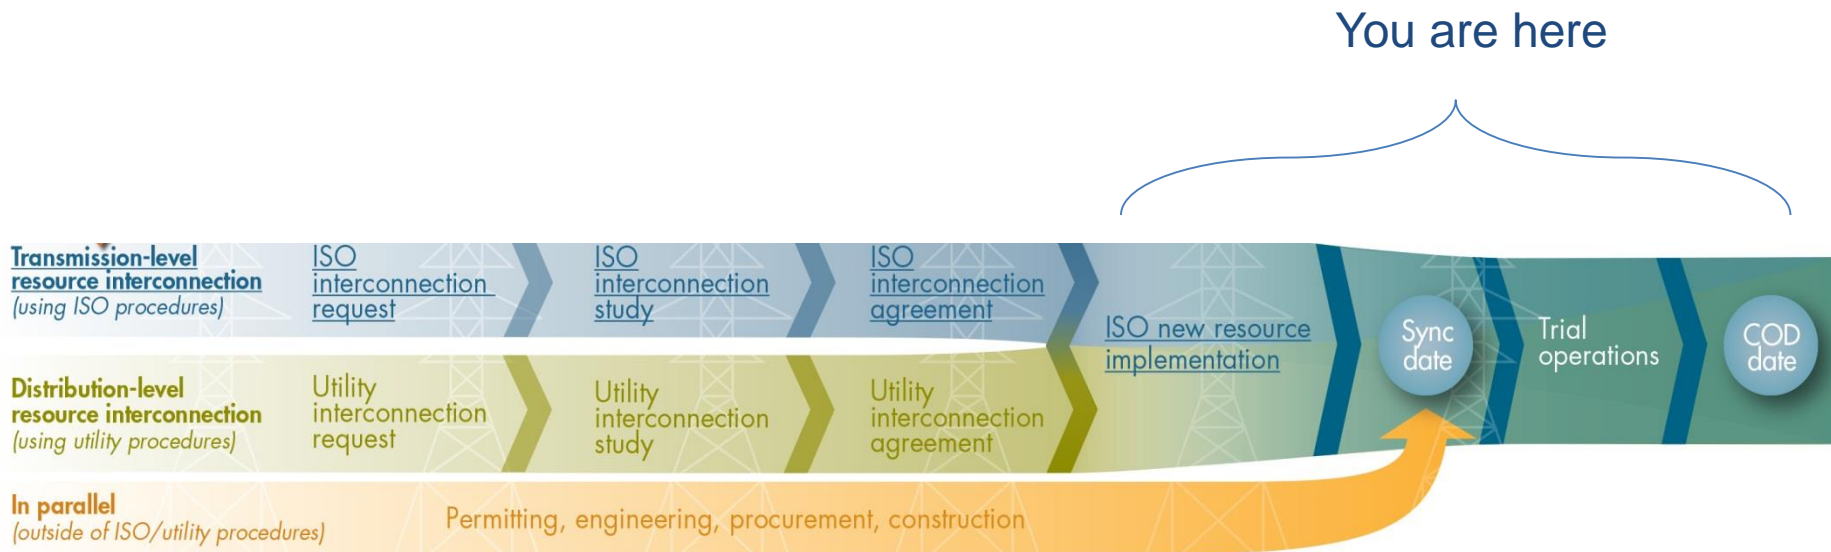 You are here
Transmission-level
resource interconnection
(using ISO procedures)
ISO
interconnection
request
ISO
interconnection
study
ISO
interconnection
agreement
ISO new resource
implementation
Sync
date
Trial
operations
COD
date
Distribution-level
resource interconnection
(using utility procedures)
Utility
interconnection
request
Utility
interconnection
study
Utility
interconnection
agreement
In parallel
(outside of ISO/utility procedures)
Permitting, engineering, procurement, construction